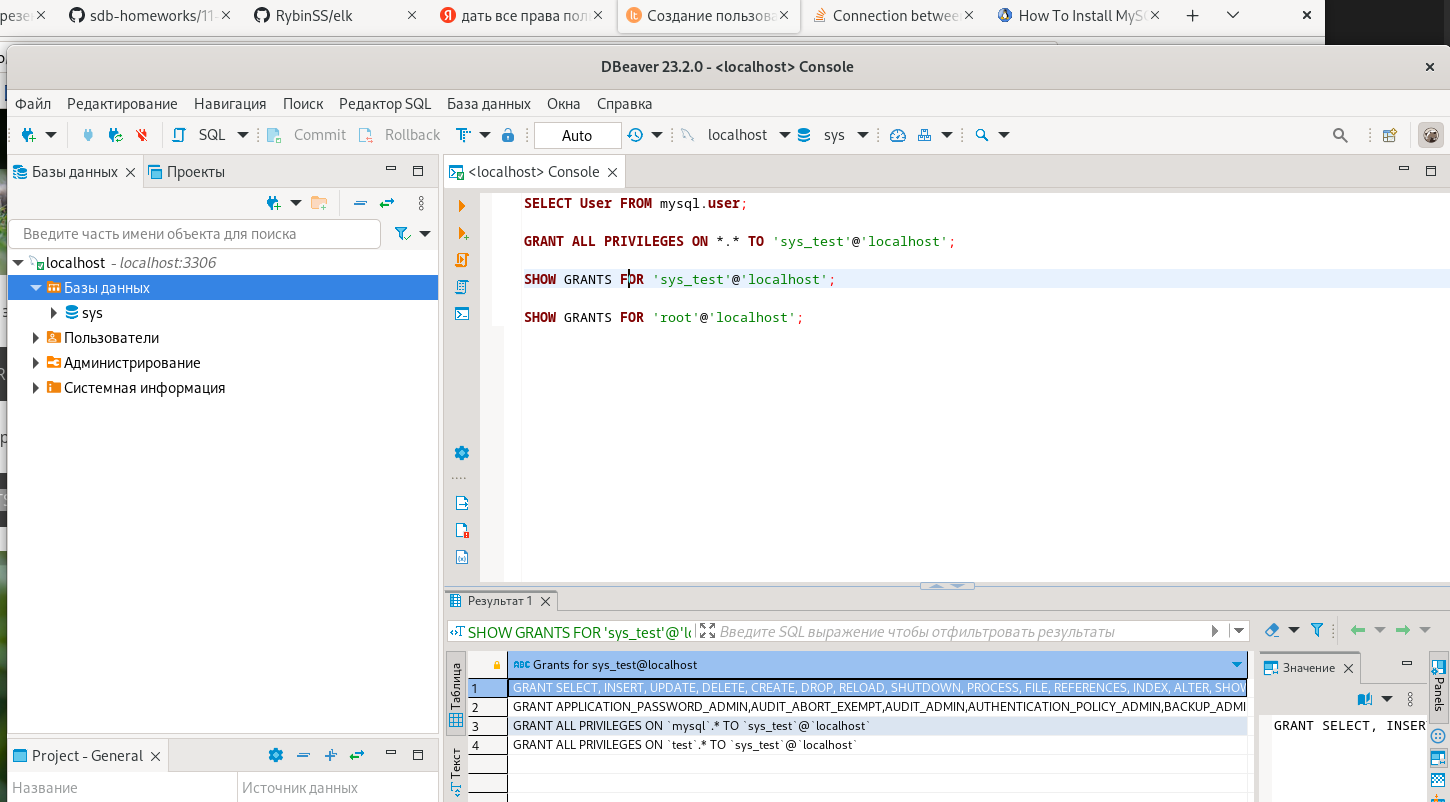 sdb-homeworks/11-
RybinSS/elk
дать все права пол
Создание пользова
Connection betwee
How To Install MyS
DBeaver 23.2.0 - <localhost> Console
Файл Редактирование Навигация Поиск Редактор SQL База данных Окна Справка
SQL Commit Rollback Auto localhost sys
Базы данных Проекты
<localhost> Console
Введите часть имени объекта для поиска
localhost - localhost:3306
Базы данных
sys
Пользователи
Администрирование
Системная информация
SELECT User FROM mysql.user;
GRANT ALL PRIVILEGES ON *.* TO 'sys_test'@'localhost';
SHOW GRANTS FOR 'sys_test'@'localhost';
SHOW GRANTS FOR 'root'@'localhost';
Результат 1
SHOW GRANTS FOR 'sys_test'@'lo Введите SQL выражение чтобы отфильтровать результаты
Таблица
Текст
ABC Grants for sys_test@localhost
1 GRANT SELECT, INSERT, UPDATE, DELETE, CREATE, DROP, RELOAD, SHUTDOWN, PROCESS, FILE, REFERENCES, INDEX, ALTER, SHOW
2 GRANT APPLICATION_PASSWORD_ADMIN,AUDIT_ABORT_EXEMPT,AUDIT_ADMIN,AUTHENTICATION_POLICY_ADMIN,BACKUP_ADMI
3 GRANT ALL PRIVILEGES ON `mysql`.* TO `sys_test`@`localhost`
4 GRANT ALL PRIVILEGES ON `test`.* TO `sys_test`@`localhost`
Значение
GRANT SELECT, INSER
Panels
Project - General
Название Источник данных